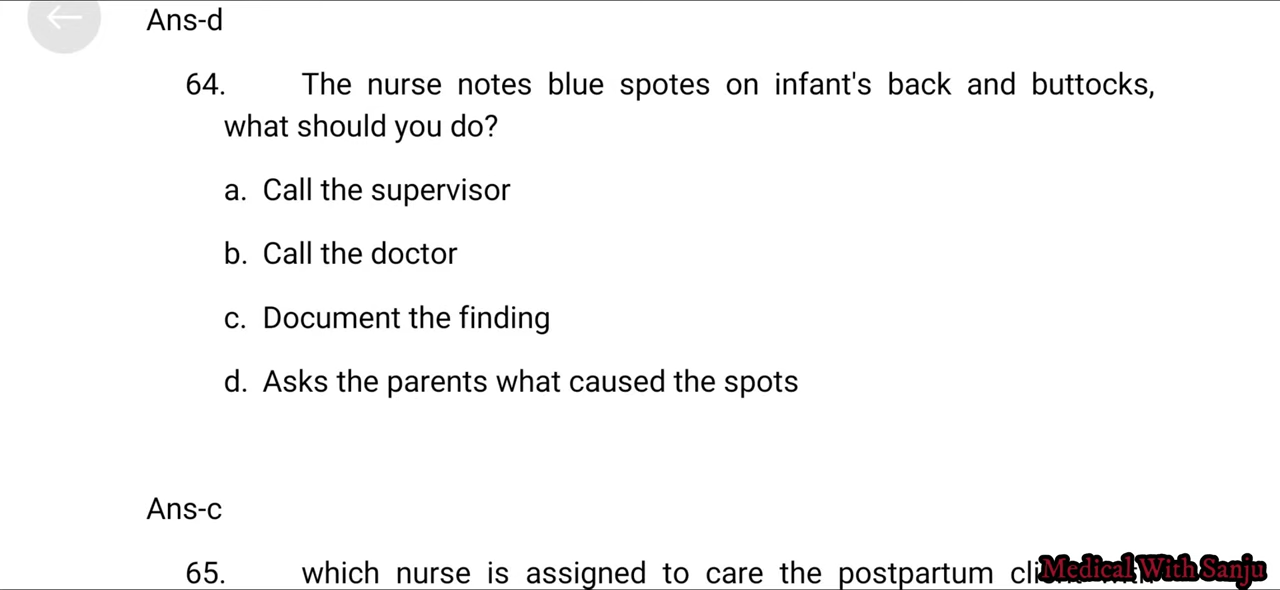 Ans-d
64. The nurse notes blue spotes on infant's back and buttocks,
what should you do?
a. Call the supervisor
b. Call the doctor
c. Document the finding
d. Asks the parents what caused the spots
Ans-c
65. which nurse is assigned to care the postpartum
Medical With Sanju